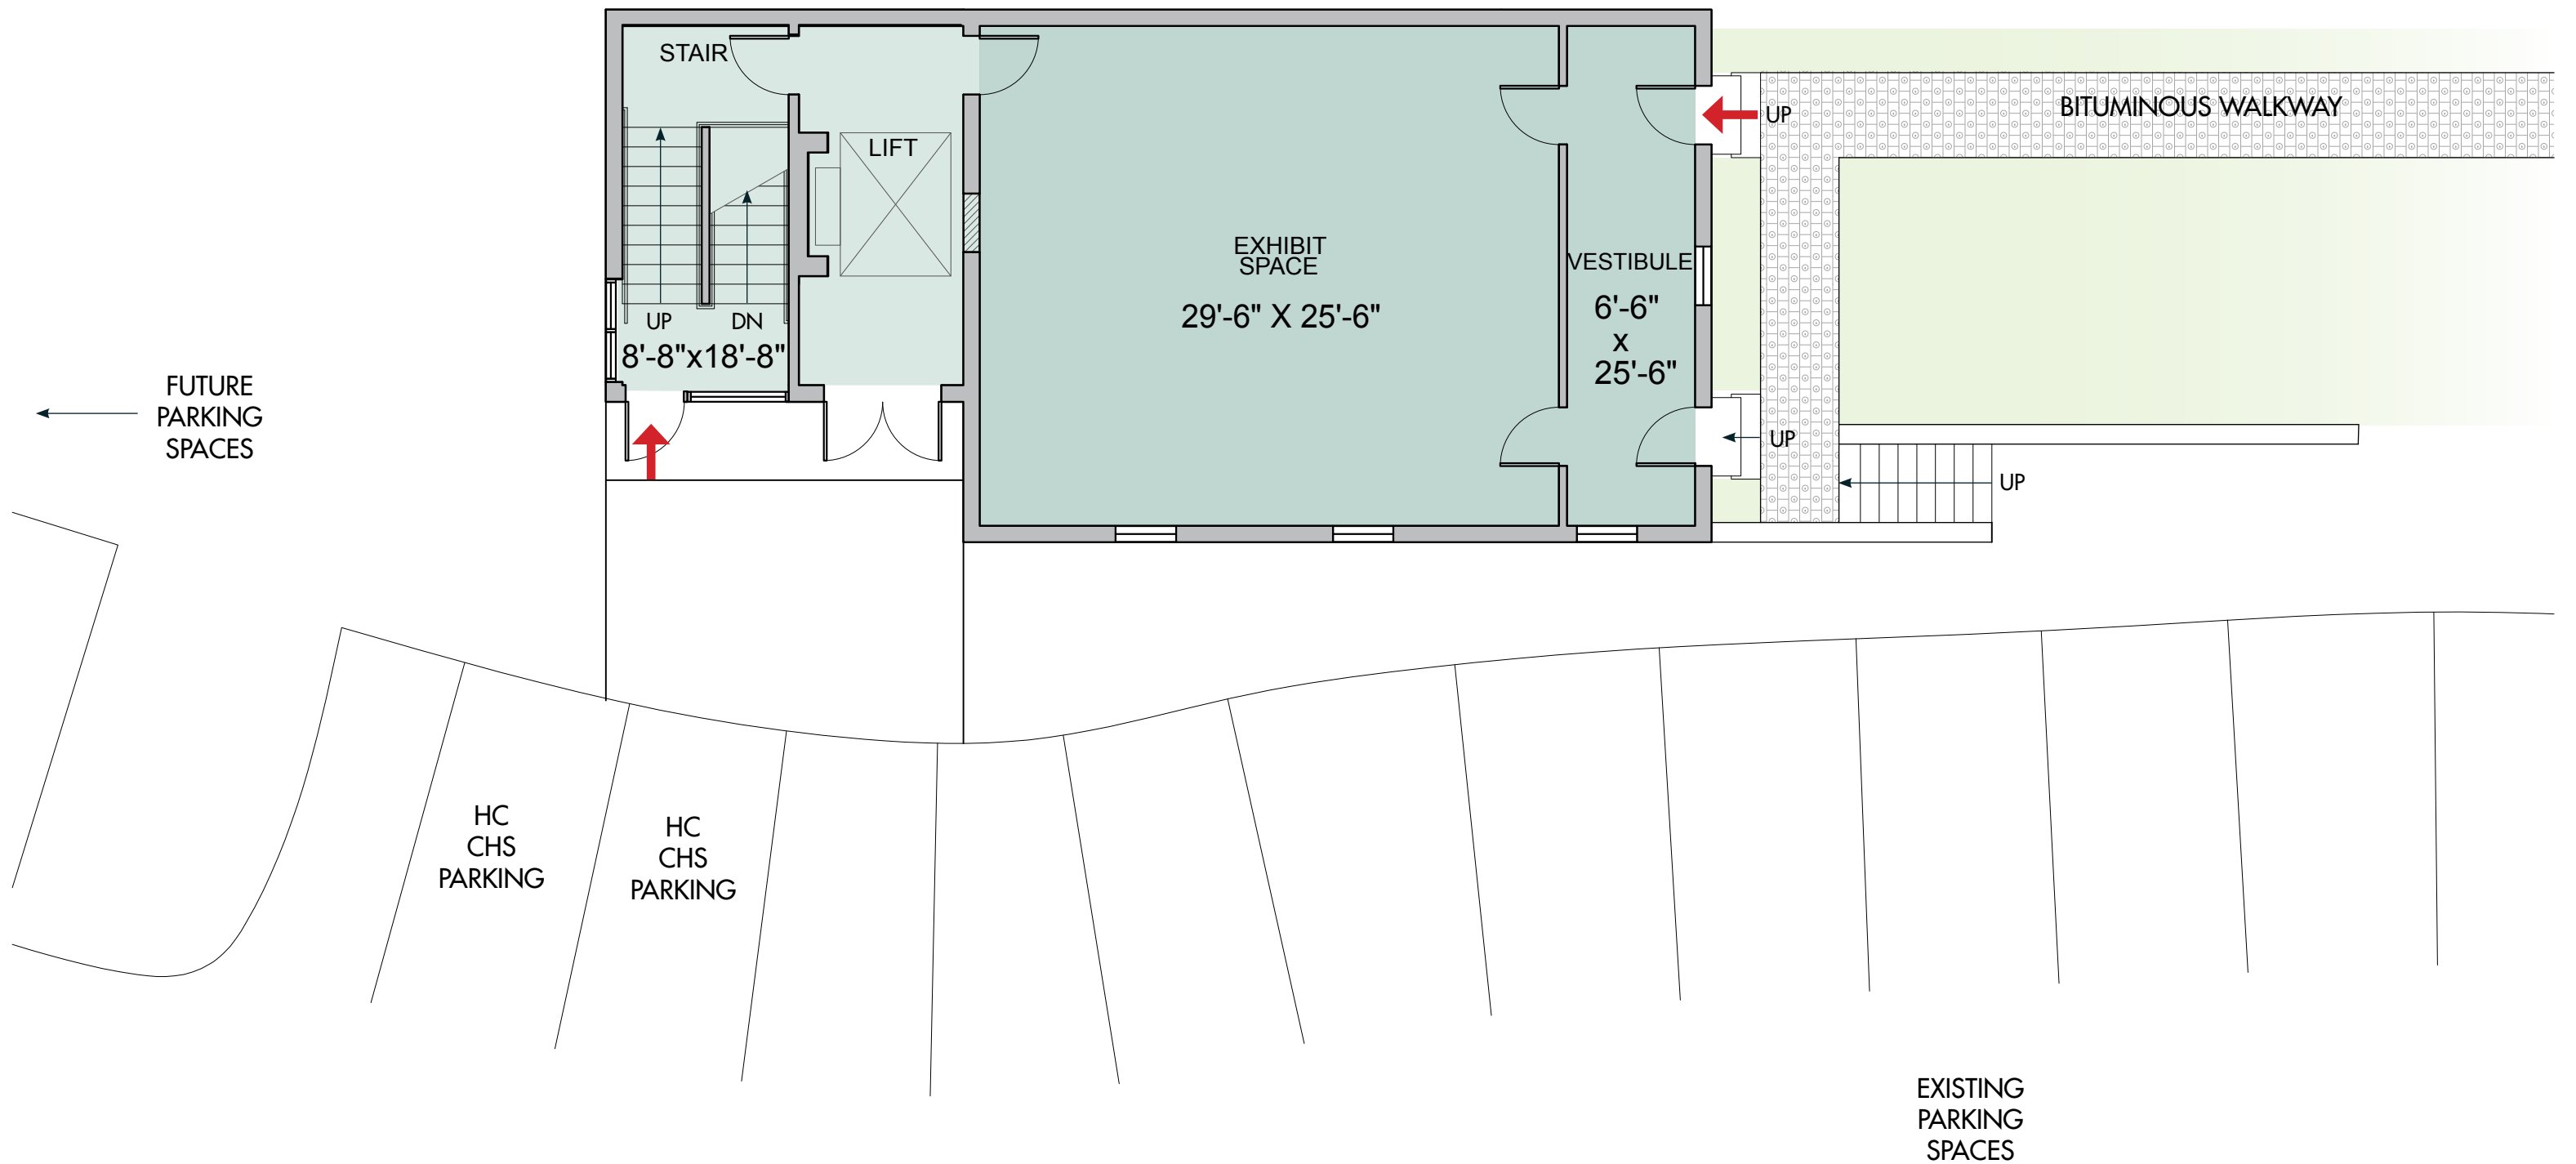 STAIR
LIFT
UP
DN
8'-8"x18'-8"
EXHIBIT
SPACE
29'-6" X 25'-6"
VESTIBULE
6'-6"
x
25'-6"
UP
BITUMINOUS WALKWAY
UP
UP
FUTURE
PARKING
SPACES
HC
CHS
PARKING
HC
CHS
PARKING
EXISTING
PARKING
SPACES